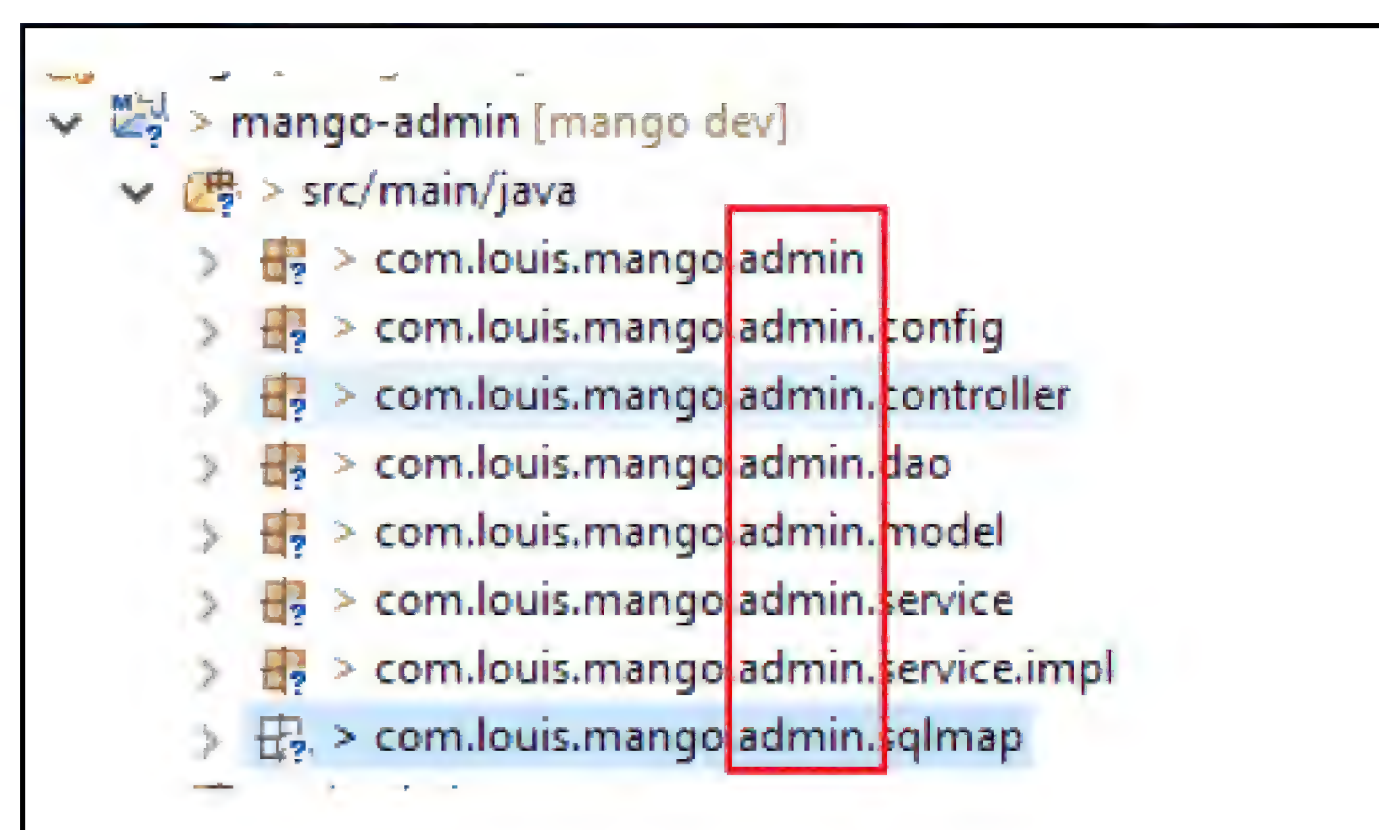 > mango-admin [mango dev]
> src/main/java
> com.louis.mango.admin
> com.louis.mango.admin.config
> com.louis.mango.admin.controller
> com.louis.mango.admin.dao
> com.louis.mango.admin.model
> com.louis.mango.admin.service
> com.louis.mango.admin.service.impl
> com.louis.mango.admin.sqlmap